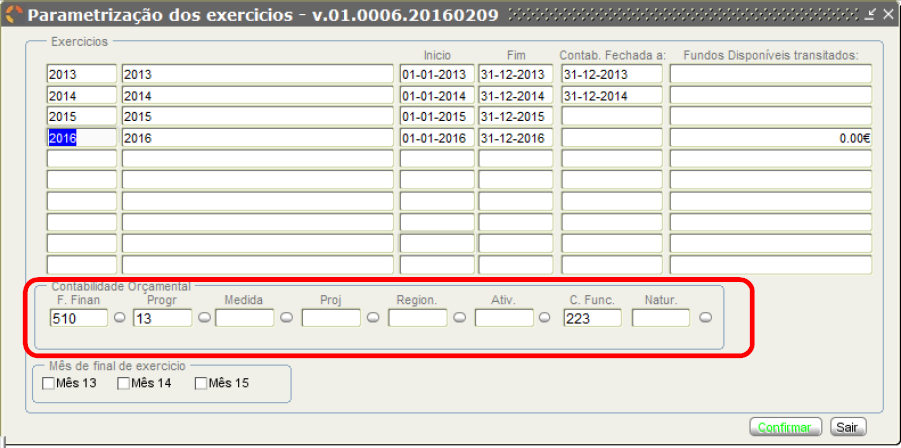 Parametrização dos exercicios - v.01.0006.20160209
Exercicios
Inicio Fim Contab. Fechada a: Fundos Disponíveis transitados:
2013 2013 01-01-2013 31-12-2013 31-12-2013
2014 2014 01-01-2014 31-12-2014 31-12-2014
2015 2015 01-01-2015 31-12-2015
2016 2016 01-01-2016 31-12-2016 0.00€
Contabilidade Orçamental
F. Finan Progr Medida Proj Region. Ativ. C. Func. Natur.
510 13 223
Mês de final de exercicio
Mês 13 Mês 14 Mês 15
Confirmar Sair